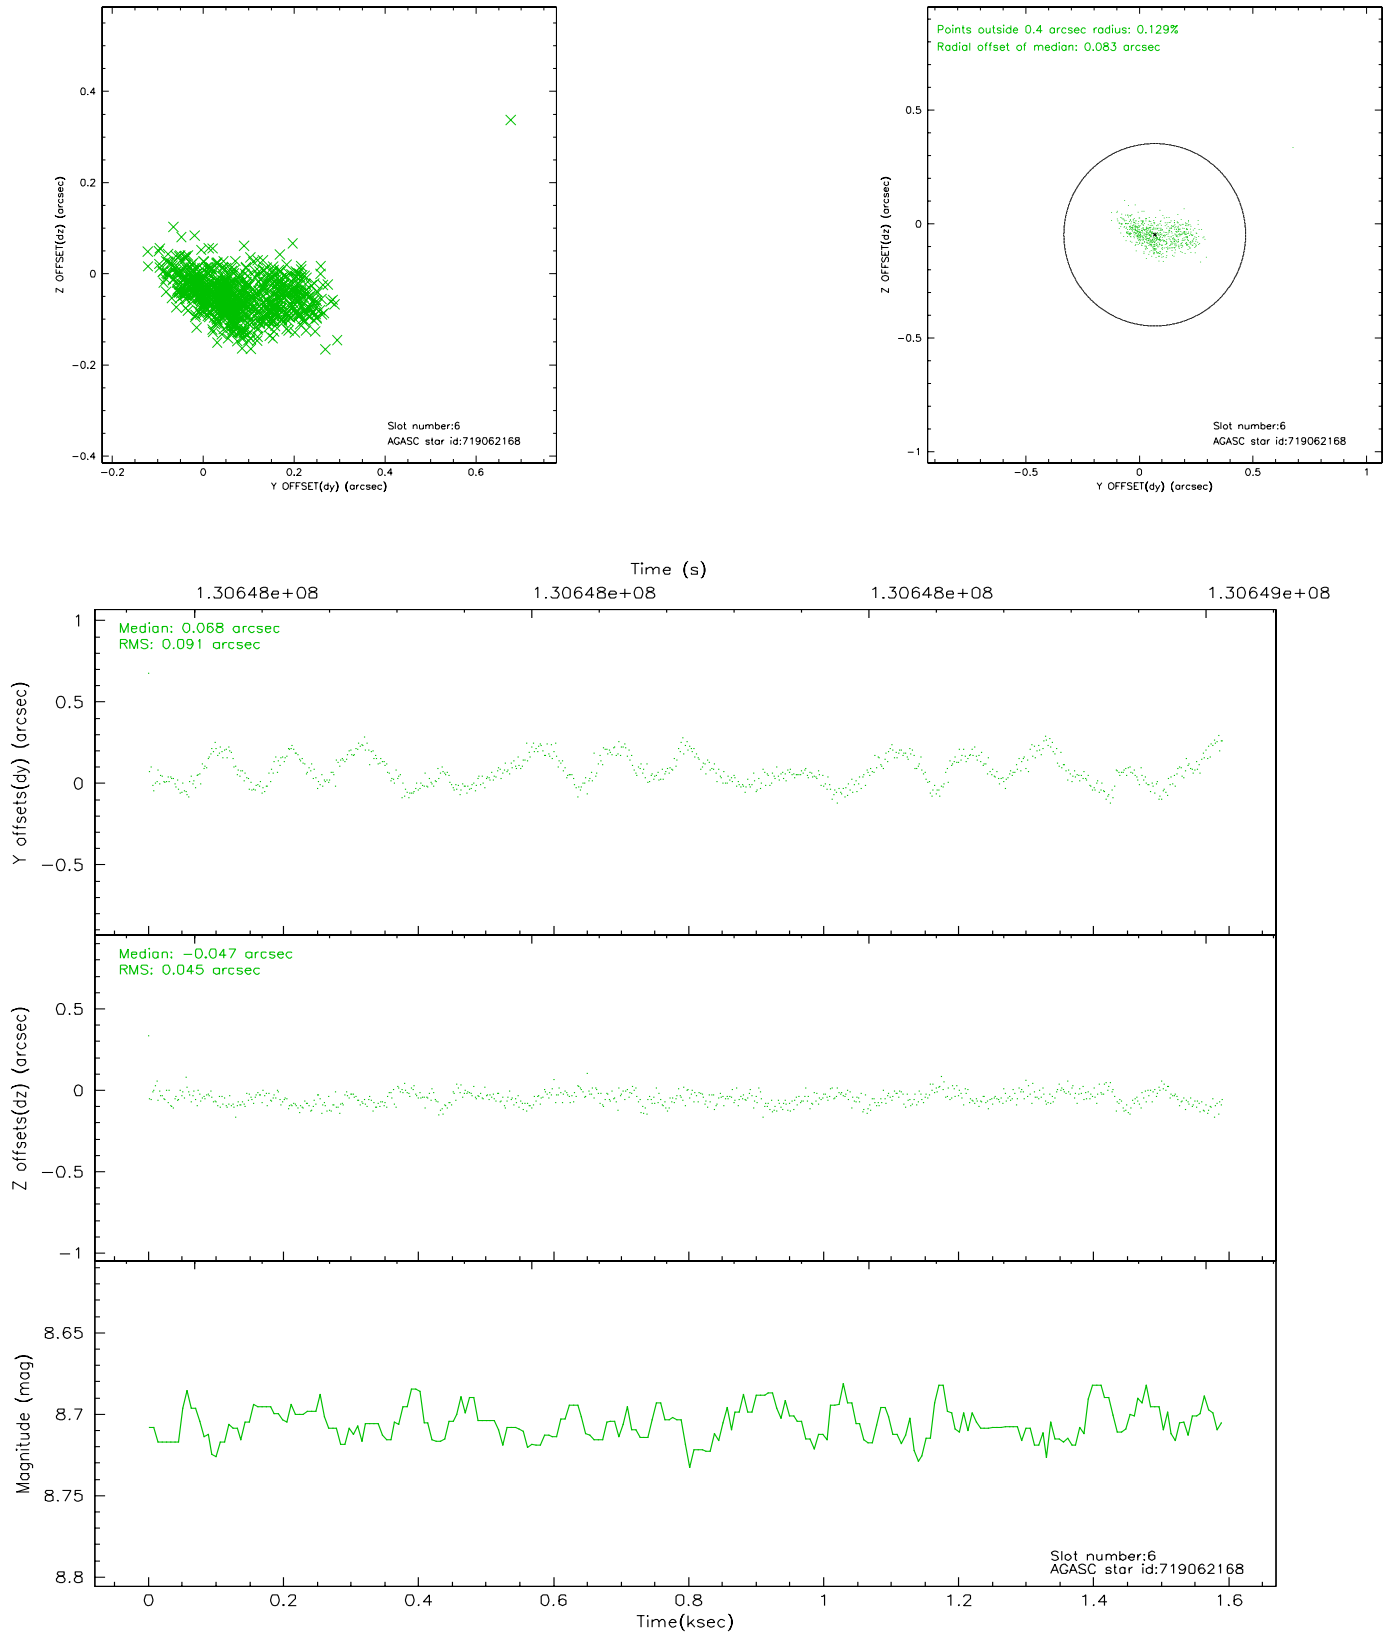 0.4
0.2
0
−0.2
−0.4
Z OFFSET(dz) (arcsec)
Slot number:6
AGASC star id:719062168
−0.2 0 0.2 0.4 0.6
Y OFFSET(dy) (arcsec)
Points outside 0.4 arcsec radius: 0.129%
Radial offset of median: 0.083 arcsec
0.5
0
−0.5
−1
Z OFFSET(dz) (arcsec)
Slot number:6
AGASC star id:719062168
−0.5 0 0.5 1
Y OFFSET(dy) (arcsec)
Time (s)
1.30648e+08 1.30648e+08 1.30648e+08 1.30649e+08
Median: 0.068 arcsec
RMS: 0.091 arcsec
1
0.5
0
−0.5
Y offsets(dy) (arcsec)
Median: −0.047 arcsec
RMS: 0.045 arcsec
0.5
0
−0.5
−1
Z offsets(dz) (arcsec)
8.65
8.7
8.75
8.8
Magnitude (mag)
Slot number:6
AGASC star id:719062168
0 0.2 0.4 0.6 0.8 1 1.2 1.4 1.6
Time(ksec)